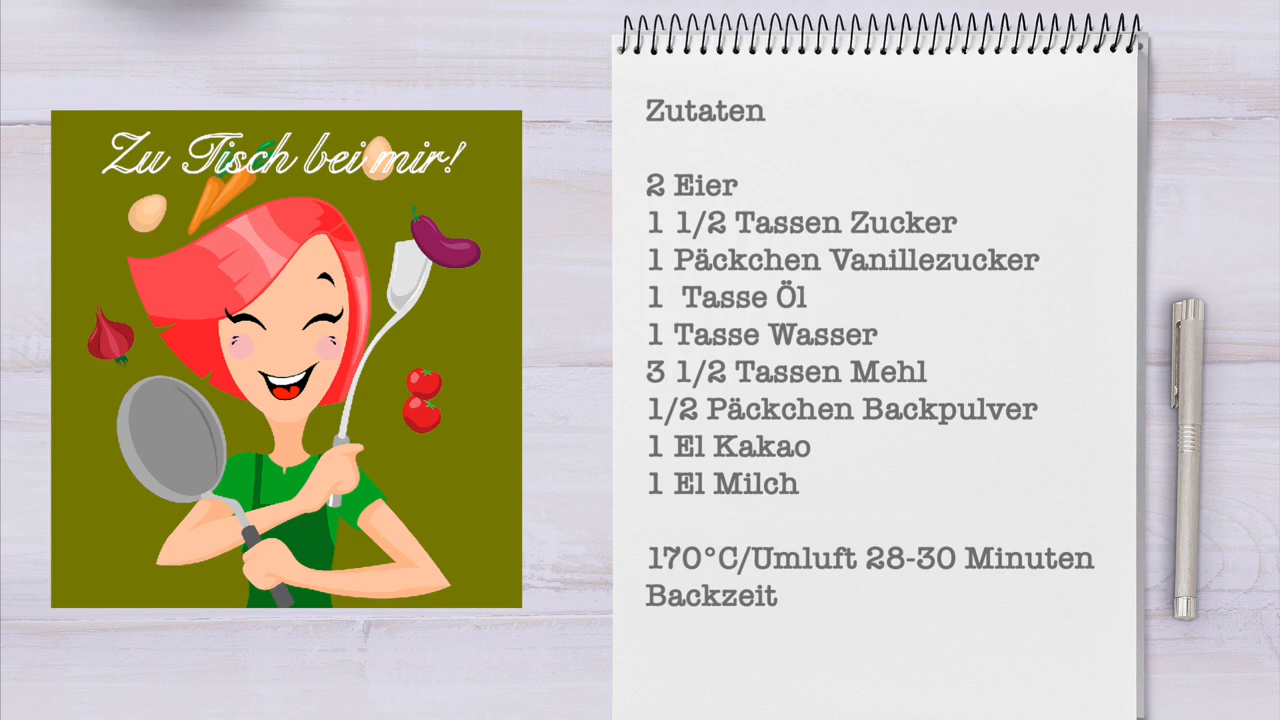 Zu Tisch bei mir!
Zutaten
2 Eier
1 1/2 Tassen Zucker
1 Päckchen Vanillezucker
1 Tasse Öl
1 Tasse Wasser
3 1/2 Tassen Mehl
1/2 Päckchen Backpulver
1 El Kakao
1 El Milch
170°C/Umluft 28-30 Minuten
Backzeit